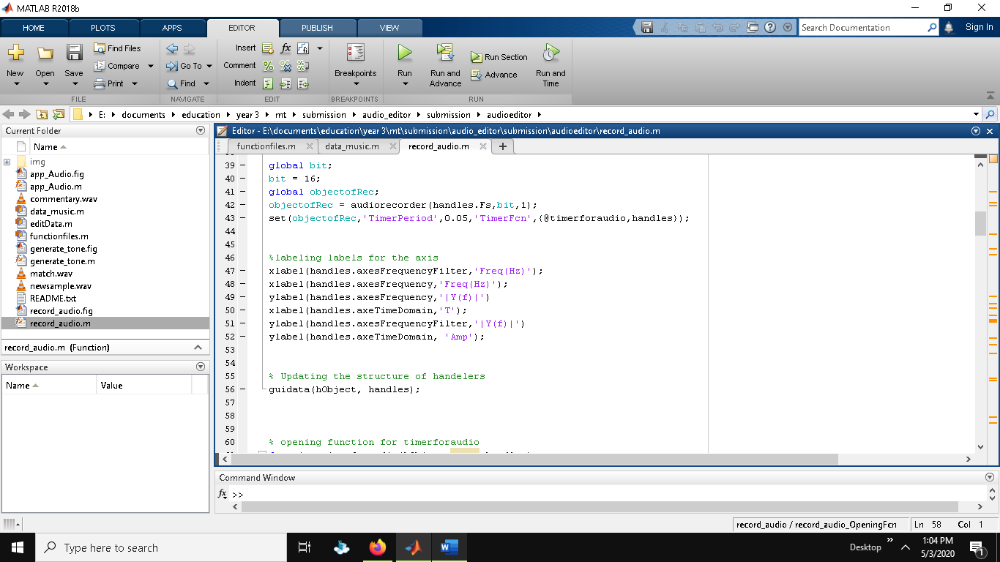 MATLAB R2018b
HOME PLOTS APPS EDITOR PUBLISH VIEW Search Documentation Sign In
New Open Save Find Files Compare Print
Go To Find
Insert fx
Comment
Indent
Breakpoints
Run Run and Advance Run Section Advance Run and Time
FILE NAVIGATE EDIT BREAKPOINTS RUN
E: documents education year 3 mt submission audio_editor submission audioeditor
Current Folder
Name
img
app_Audio.fig
app_Audio.m
commentary.wav
data_music.m
editData.m
functionfiles.m
generate_tone.fig
generate_tone.m
match.wav
newsample.wav
README.txt
record_audio.fig
record_audio.m
record_audio.m (Function)
Workspace
Name Value
Editor - E:\documents\education\year 3\mt\submission\audio_editor\submission\audioeditor\record_audio.m
functionfiles.m data_music.m record_audio.m
39 global bit;
40 bit = 16;
41 global objectofRec;
42 objectofRec = audiorecorder(handles.Fs,bit,1);
43 set(objectofRec,'TimerPeriod',0.05,'TimerFcn',{@timerforaudio,handles});
44
45
46 %labeling labels for the axis
47 xlabel(handles.axesFrequencyFilter,'Freq(Hz)');
48 xlabel(handles.axesFrequency,'Freq(Hz)');
49 ylabel(handles.axesFrequency,'|Y(f)|')
50 xlabel(handles.axeTimeDomain,'T');
51 ylabel(handles.axesFrequencyFilter,'|Y(f)|')
52 ylabel(handles.axeTimeDomain, 'Amp');
53
54
55 % Updating the structure of handelers
56 guidata(hObject, handles);
57
58
59
60 % opening function for timerforaudio
Command Window
fx >>
record_audio / record_audio_OpeningFcn Ln 58 Col 1
Type here to search
Desktop
1:04 PM
5/3/2020
1